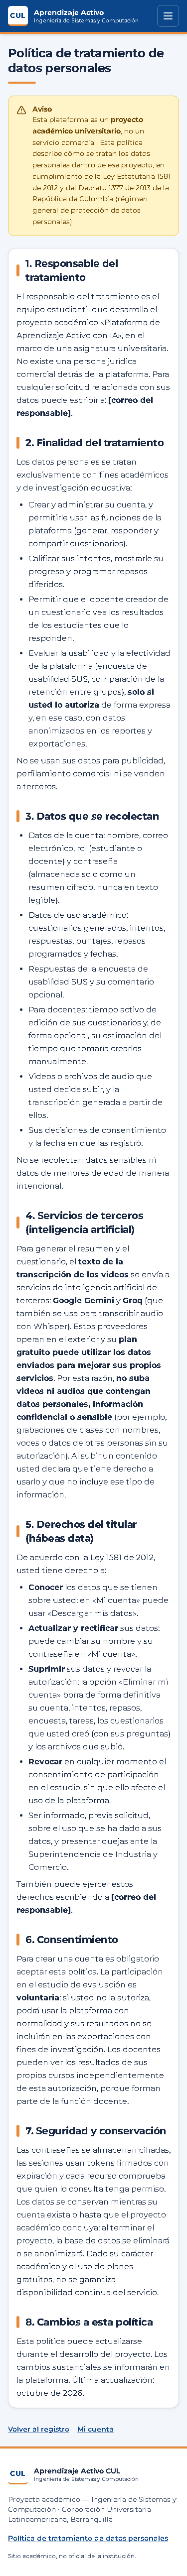 CUL
Aprendizaje Activo
Ingeniería de Sistemas y Computación
Política de tratamiento de
datos personales
Aviso
Esta plataforma es un proyecto
académico universitario, no un
servicio comercial. Esta política
describe cómo se tratan los datos
personales dentro de ese proyecto, en
cumplimiento de la Ley Estatutaria 1581
de 2012 y del Decreto 1377 de 2013 de la
República de Colombia (régimen
general de protección de datos
personales).
1. Responsable del
tratamiento
El responsable del tratamiento es el
equipo estudiantil que desarrolla el
proyecto académico «Plataforma de
Aprendizaje Activo con IA», en el
marco de una asignatura universitaria.
No existe una persona jurídica
comercial detrás de la plataforma. Para
cualquier solicitud relacionada con sus
datos puede escribir a: [correo del
responsable].
2. Finalidad del tratamiento
Los datos personales se tratan
exclusivamente con fines académicos
y de investigación educativa:
• Crear y administrar su cuenta, y
permitirle usar las funciones de la
plataforma (generar, responder y
compartir cuestionarios).
• Calificar sus intentos, mostrarle su
progreso y programar repasos
diferidos.
• Permitir que el docente creador de
un cuestionario vea los resultados
de los estudiantes que lo
responden.
• Evaluar la usabilidad y la efectividad
de la plataforma (encuesta de
usabilidad SUS, comparación de la
retención entre grupos), solo si
usted lo autoriza de forma expresa
y, en ese caso, con datos
anonimizados en los reportes y
exportaciones.
No se usan sus datos para publicidad,
perfilamiento comercial ni se venden
a terceros.
3. Datos que se recolectan
• Datos de la cuenta: nombre, correo
electrónico, rol (estudiante o
docente) y contraseña
(almacenada solo como un
resumen cifrado, nunca en texto
legible).
• Datos de uso académico:
cuestionarios generados, intentos,
respuestas, puntajes, repasos
programados y fechas.
• Respuestas de la encuesta de
usabilidad SUS y su comentario
opcional.
• Para docentes: tiempo activo de
edición de sus cuestionarios y, de
forma opcional, su estimación del
tiempo que tomaría crearlos
manualmente.
• Videos o archivos de audio que
usted decida subir, y la
transcripción generada a partir de
ellos.
• Sus decisiones de consentimiento
y la fecha en que las registró.
No se recolectan datos sensibles ni
datos de menores de edad de manera
intencional.
4. Servicios de terceros
(inteligencia artificial)
Para generar el resumen y el
cuestionario, el texto de la
transcripción de los videos se envía a
servicios de inteligencia artificial de
terceros: Google Gemini y Groq (que
también se usa para transcribir audio
con Whisper). Estos proveedores
operan en el exterior y su plan
gratuito puede utilizar los datos
enviados para mejorar sus propios
servicios. Por esta razón, no suba
videos ni audios que contengan
datos personales, información
confidencial o sensible (por ejemplo,
grabaciones de clases con nombres,
voces o datos de otras personas sin su
autorización). Al subir un contenido
usted declara que tiene derecho a
usarlo y que no incluye ese tipo de
información.
5. Derechos del titular
(hábeas data)
De acuerdo con la Ley 1581 de 2012,
usted tiene derecho a:
• Conocer los datos que se tienen
sobre usted: en «Mi cuenta» puede
usar «Descargar mis datos».
• Actualizar y rectificar sus datos:
puede cambiar su nombre y su
contraseña en «Mi cuenta».
• Suprimir sus datos y revocar la
autorización: la opción «Eliminar mi
cuenta» borra de forma definitiva
su cuenta, intentos, repasos,
encuesta, tareas, los cuestionarios
que usted creó (con sus preguntas)
y los archivos que subió.
• Revocar en cualquier momento el
consentimiento de participación
en el estudio, sin que ello afecte el
uso de la plataforma.
• Ser informado, previa solicitud,
sobre el uso que se ha dado a sus
datos, y a presentar quejas ante la
Superintendencia de Industria y
Comercio.
También puede ejercer estos
derechos escribiendo a [correo del
responsable].
6. Consentimiento
Para crear una cuenta es obligatorio
aceptar esta política. La participación
en el estudio de evaluación es
voluntaria: si usted no la autoriza,
podrá usar la plataforma con
normalidad y sus resultados no se
incluirán en las exportaciones con
fines de investigación. Los docentes
pueden ver los resultados de sus
propios cursos independientemente
de esta autorización, porque forman
parte de la función docente.
7. Seguridad y conservación
Las contraseñas se almacenan cifradas,
las sesiones usan tokens firmados con
expiración y cada recurso comprueba
que quien lo consulta tenga permiso.
Los datos se conservan mientras su
cuenta exista o hasta que el proyecto
académico concluya; al terminar el
proyecto, la base de datos se eliminará
o se anonimizará. Dado su carácter
académico y el uso de planes
gratuitos, no se garantiza
disponibilidad continua del servicio.
8. Cambios a esta política
Esta política puede actualizarse
durante el desarrollo del proyecto. Los
cambios sustanciales se informarán en
la plataforma. Última actualización:
octubre de 2026.
Volver al registro Mi cuenta
CUL
Aprendizaje Activo CUL
Ingeniería de Sistemas y Computación
Proyecto académico — Ingeniería de Sistemas y
Computación · Corporación Universitaria
Latinoamericana, Barranquilla
Política de tratamiento de datos personales
Sitio académico, no oficial de la institución.